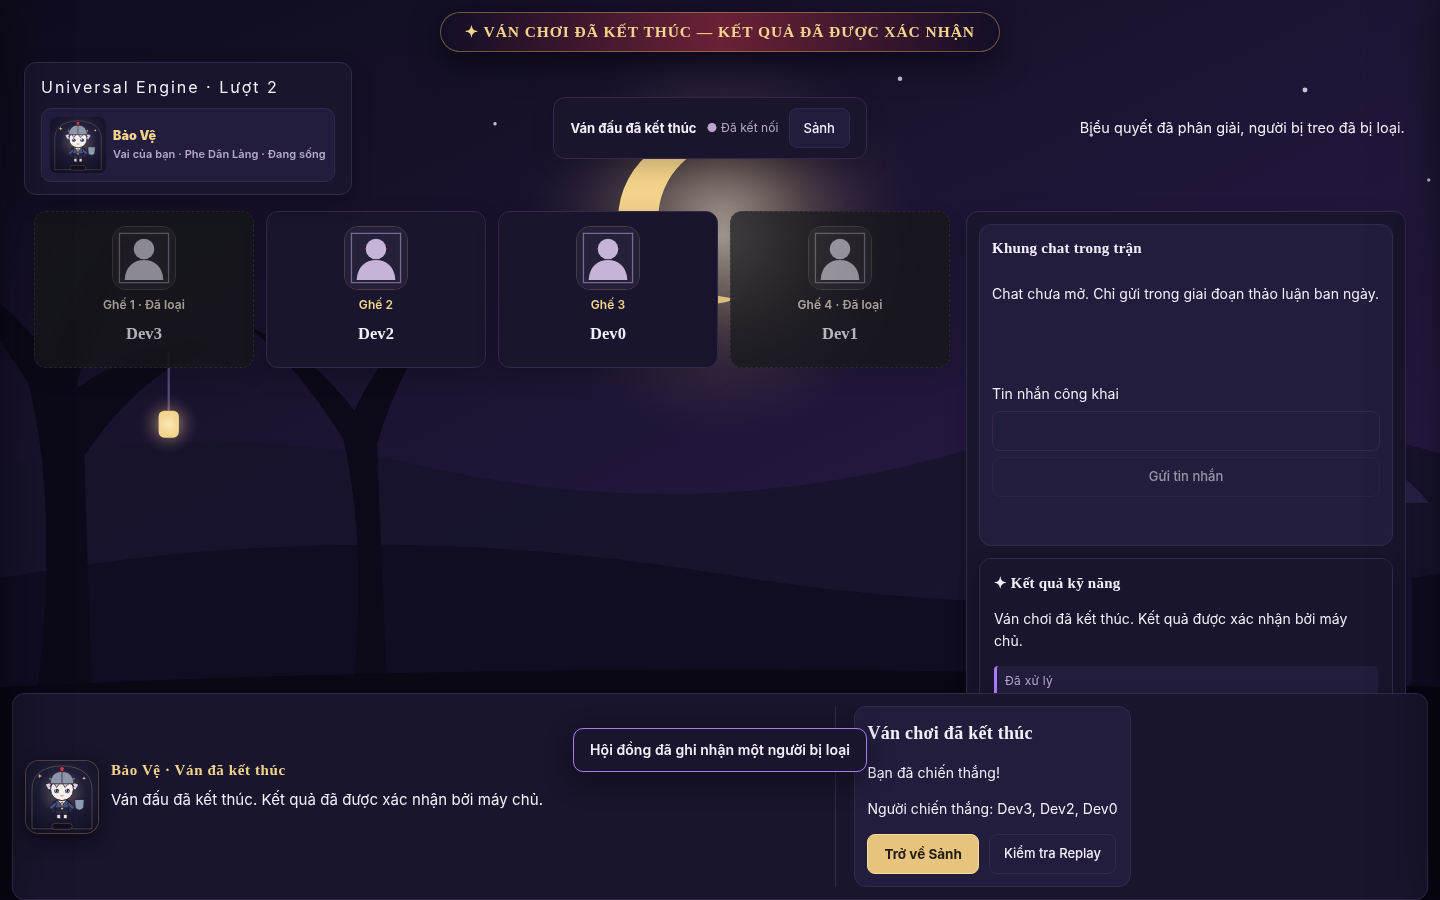 ✦ VÁN CHƠI ĐÃ KẾT THÚC — KẾT QUẢ ĐÃ ĐƯỢC XÁC NHẬN
Universal Engine · Lượt 2
Bảo Vệ
Vai của bạn · Phe Dân Làng · Đang sống
Ván đấu đã kết thúc
Đã kết nối
Sảnh
Biểu quyết đã phân giải, người bị treo đã bị loại.
Ghế 1 · Đã loại
Dev3
Ghế 2
Dev2
Ghế 3
Dev0
Ghế 4 · Đã loại
Dev1
Khung chat trong trận
Chat chưa mở. Chỉ gửi trong giai đoạn thảo luận ban ngày.
Tin nhắn công khai
Gửi tin nhắn
✦ Kết quả kỹ năng
Ván chơi đã kết thúc. Kết quả được xác nhận bởi máy
chủ.
Đã xử lý
Bảo Vệ · Ván đã kết thúc
Ván đấu đã kết thúc. Kết quả đã được xác nhận bởi máy chủ.
Hội đồng đã ghi nhận một người bị loại
Ván chơi đã kết thúc
Bạn đã chiến thắng!
Người chiến thắng: Dev3, Dev2, Dev0
Trở về Sảnh
Kiểm tra Replay